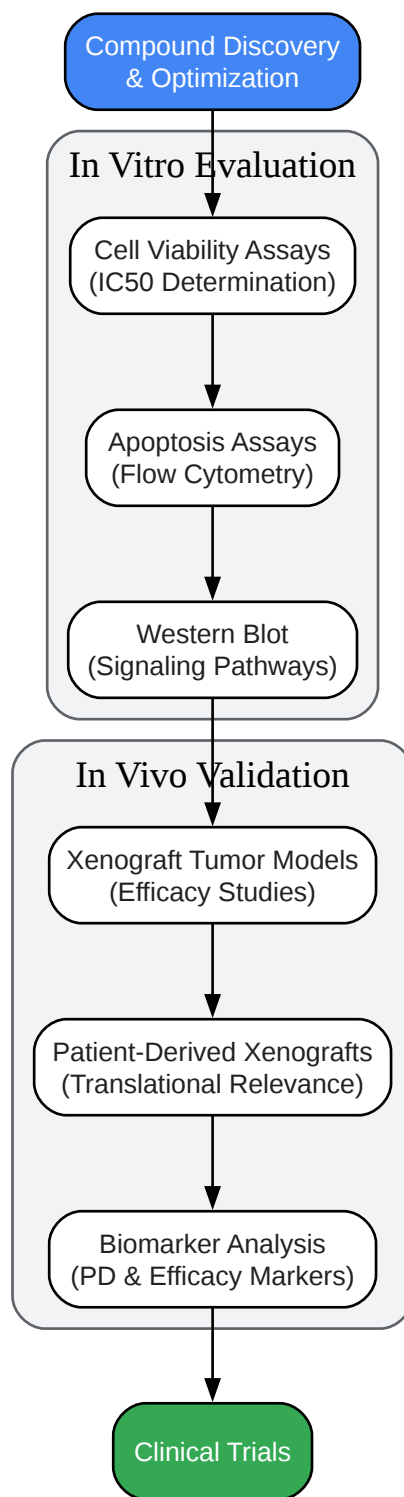 Compound Discovery
& Optimization
In Vitro Evaluation
Cell Viability Assays
(IC50 Determination)
Apoptosis Assays
(Flow Cytometry)
Western Blot
(Signaling Pathways)
In Vivo Validation
Xenograft Tumor Models
(Efficacy Studies)
Patient-Derived Xenografts
(Translational Relevance)
Biomarker Analysis
(PD & Efficacy Markers)
Clinical Trials